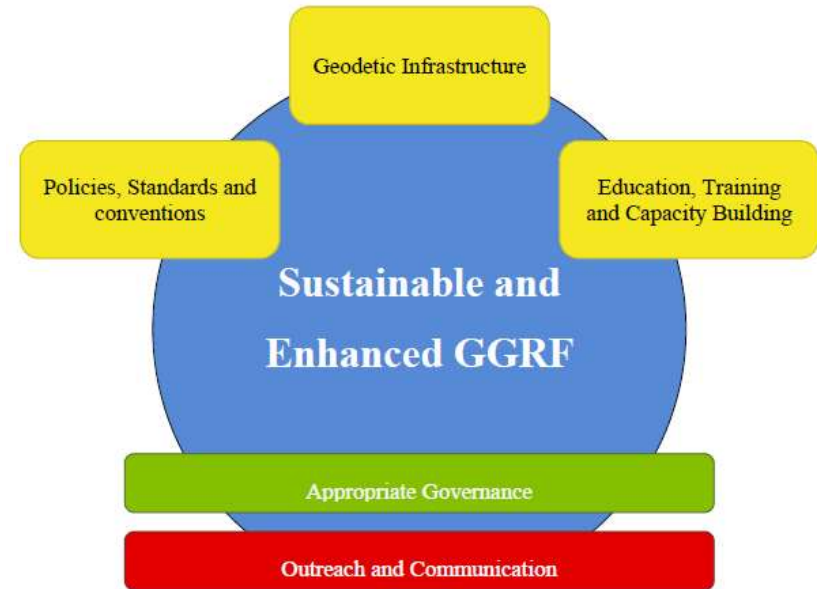 Geodetic Infrastructure
Policies, Standards and
conventions
Education, Training
and Capacity Building
Sustainable and
Enhanced GGRF
Appropriate Governance
Outreach and Communication